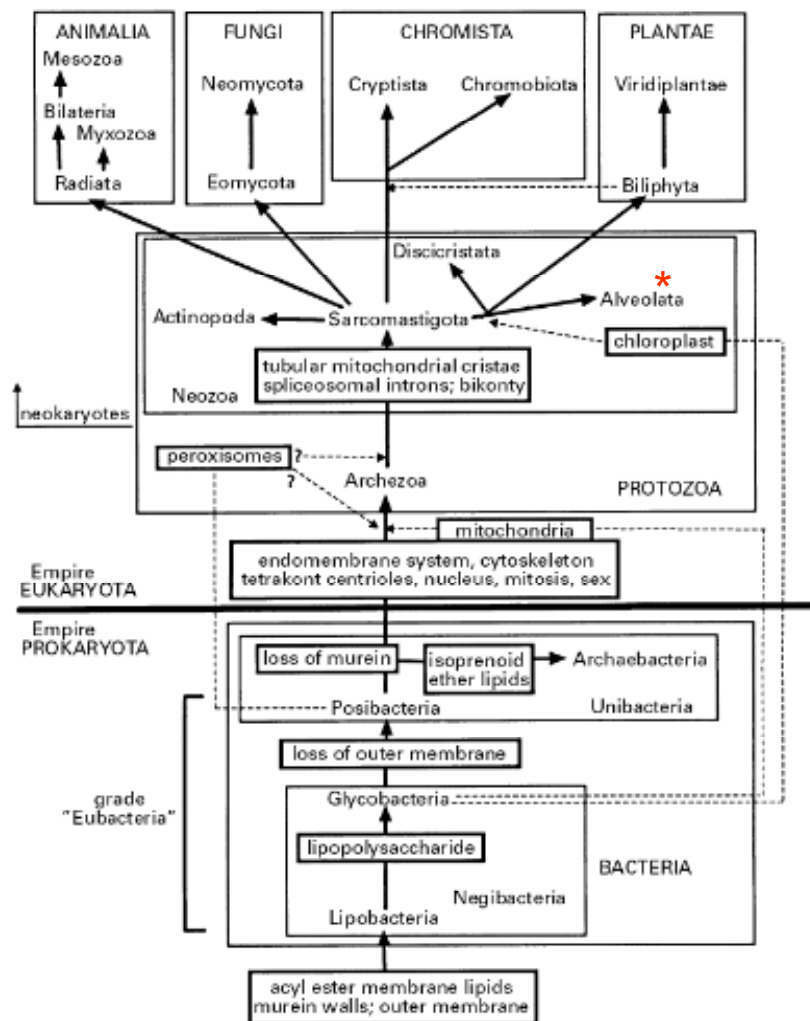 ANIMALIA
Mesozoa
Bilateria
Myxozoa
Radiata
FUNGI
Neomycota
Eomycota
CHROMISTA
Cryptista
Chromobiota
PLANTAE
Viridiplantae
Biliphyta
Discicristata
*
Alveolata
Actinopoda
Sarcomastigota
chloroplast
tubular mitochondrial cristae
spliceosomal introns; bikonty
Neozoa
neokaryotes
peroxisomes
?
?
Archezoa
PROTOZOA
mitochondria
endomembrane system, cytoskeleton
tetrakont centrioles, nucleus, mitosis, sex
Empire
EUKARYOTA
Empire
PROKARYOTA
loss of murein
isoprenoid
ether lipids
Archaebacteria
Posibacteria
Unibacteria
loss of outer membrane
grade
"Eubacteria"
Glycobacteria
lipopolysaccharide
BACTERIA
Negibacteria
Lipobacteria
acyl ester membrane lipids
murein walls; outer membrane